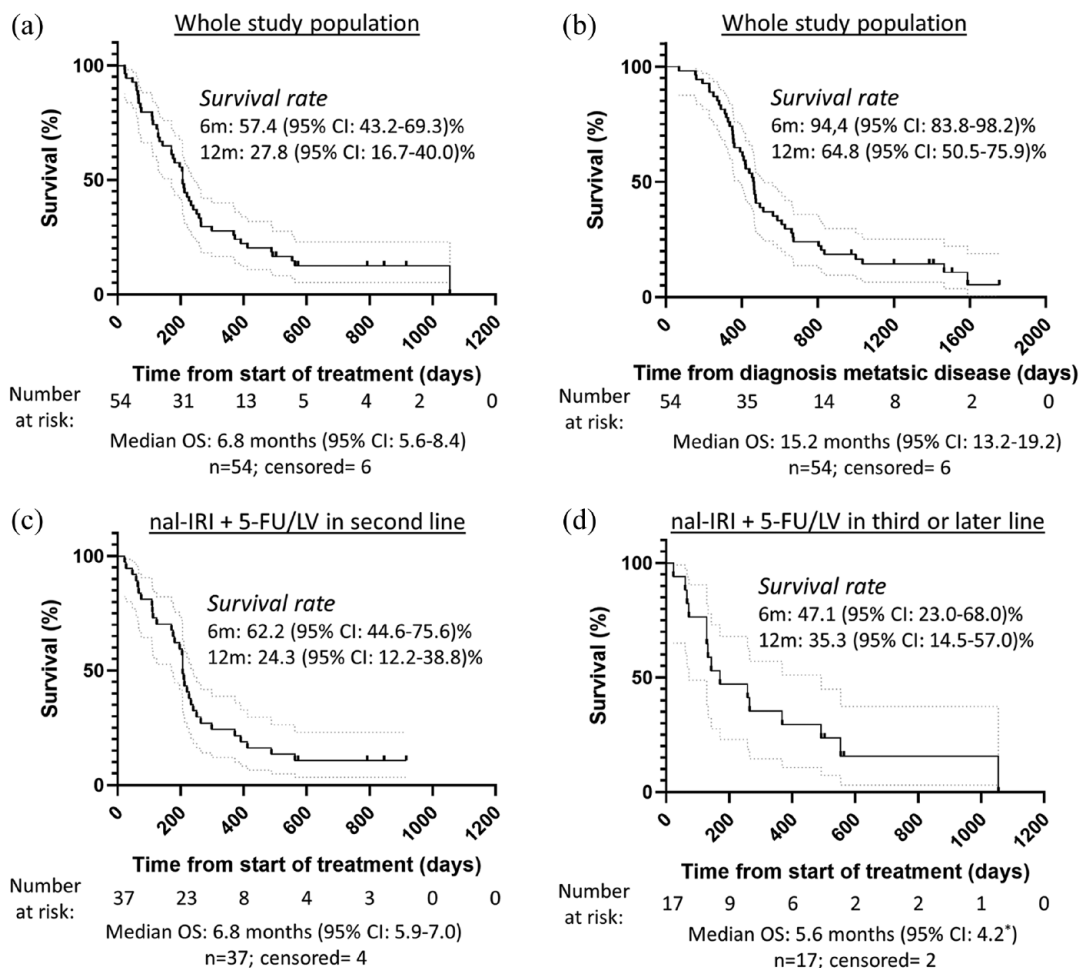 (a)
Whole study population
Survival (%)
100
50
0
Survival rate
6m: 57.4 (95% CI: 43.2-69.3)%
12m: 27.8 (95% CI: 16.7-40.0)%
0 200 400 600 800 1000 1200
Time from start of treatment (days)
Number at risk:
54 31 13 5 4 2 0
Median OS: 6.8 months (95% CI: 5.6-8.4)
n=54; censored= 6
(b)
Whole study population
Survival (%)
100
50
0
Survival rate
6m: 94,4 (95% CI: 83.8-98.2)%
12m: 64.8 (95% CI: 50.5-75.9)%
0 400 800 1200 1600 2000
Time from diagnosis metatsic disease (days)
Number at risk:
54 35 14 8 2 0
Median OS: 15.2 months (95% CI: 13.2-19.2)
n=54; censored= 6
(c)
nal-IRI + 5-FU/LV in second line
Survival (%)
100
50
0
Survival rate
6m: 62.2 (95% CI: 44.6-75.6)%
12m: 24.3 (95% CI: 12.2-38.8)%
0 200 400 600 800 1000 1200
Time from start of treatment (days)
Number at risk:
37 23 8 4 3 0 0
Median OS: 6.8 months (95% CI: 5.9-7.0)
n=37; censored= 4
(d)
nal-IRI + 5-FU/LV in third or later line
Survival (%)
100
50
0
Survival rate
6m: 47.1 (95% CI: 23.0-68.0)%
12m: 35.3 (95% CI: 14.5-57.0)%
0 200 400 600 800 1000 1200
Time from start of treatment (days)
Number at risk:
17 9 6 2 2 1 0
Median OS: 5.6 months (95% CI: 4.2*)
n=17; censored= 2